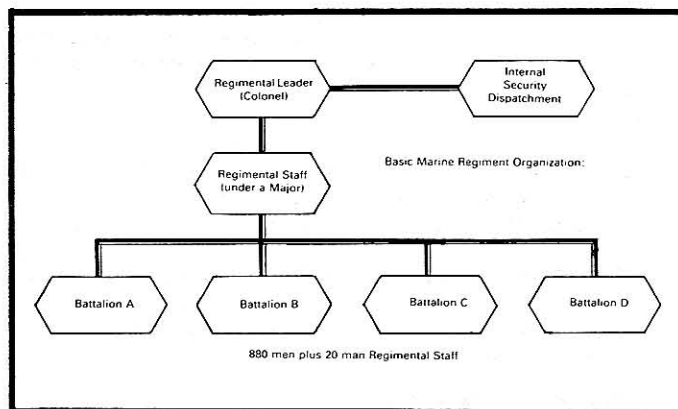 Regimental Leader
(Colonel)
Internal
Security
Dispatchment
Regimental Staff
(under a Major)
Basic Marine Regiment Organization:
Battalion A
Battalion B
Battalion C
Battalion D
880 men plus 20 man Regimental Staff